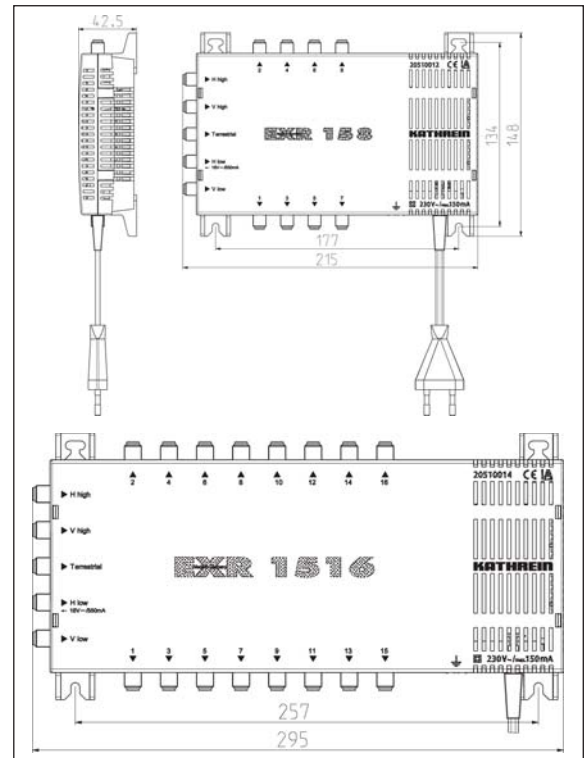 42.5
2 4 6 8
20510012 CE
H high
V high
Terrestrial
EXR 158
KATHREIN
H low
V low
1 3 5 7
230V~/max.150mA
134
148
177
215
2 4 6 8 10 12 14 16
20510014 CE
H high
V high
Terrestrial
EXR 1516
KATHREIN
H low
← 18V⎓/500mA
V low
1 3 5 7 9 11 13 15
230V~/max.150mA
257
295